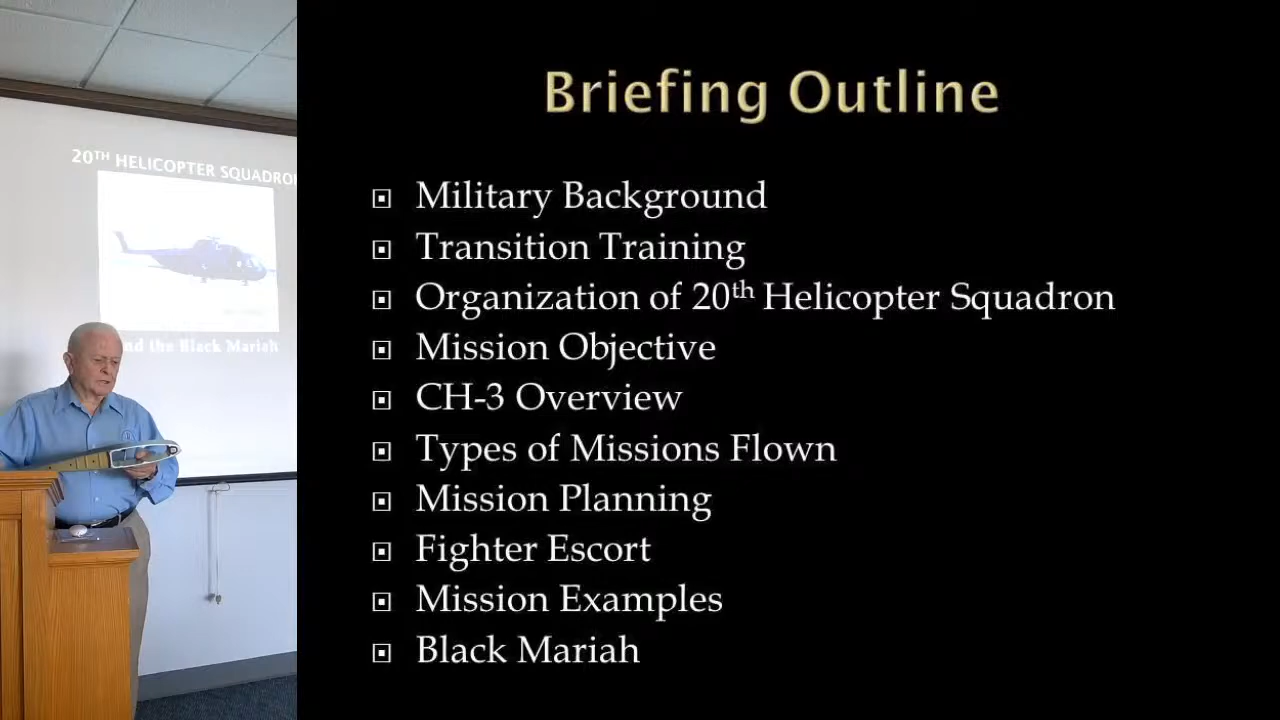 20TH HELICOPTER SQUADRON
nd the Black Mariah
Briefing Outline
Military Background
Transition Training
Organization of 20th Helicopter Squadron
Mission Objective
CH-3 Overview
Types of Missions Flown
Mission Planning
Fighter Escort
Mission Examples
Black Mariah